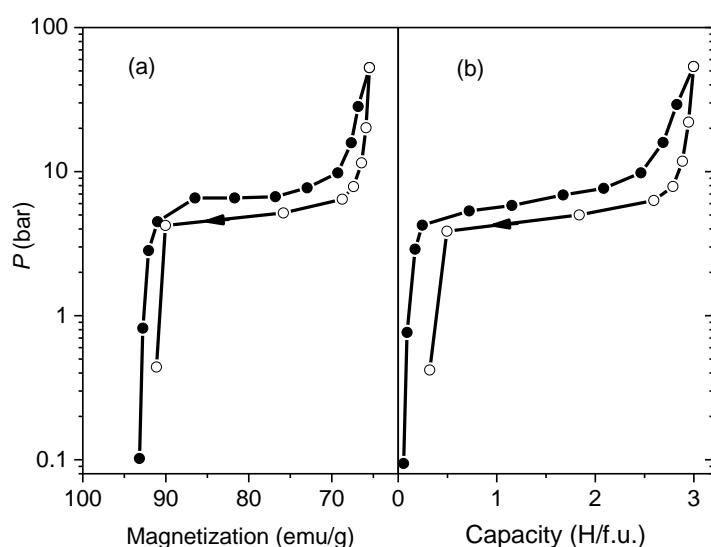 100
(a)
(b)
10
P (bar)
1
0.1
100
90
80
70
0
1
2
3
Magnetization (emu/g)
Capacity (H/f.u.)